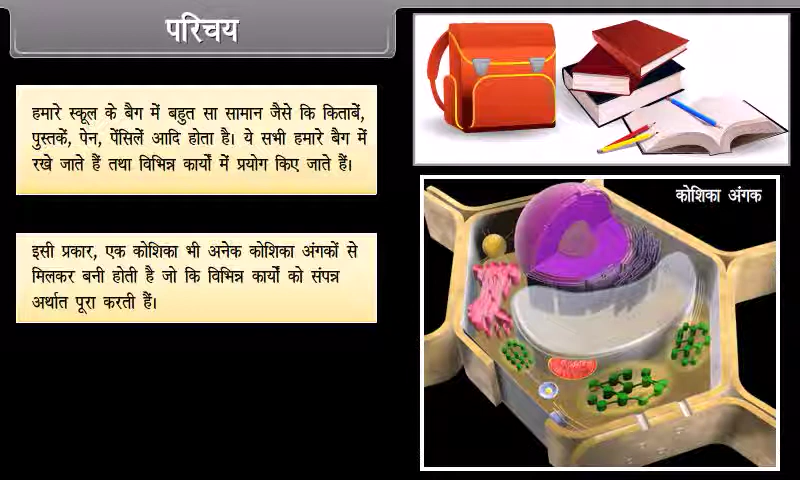 परिचय
हमारे स्कूल के बैग में बहुत सा सामान जैसे कि किताबें,
पुस्तकें, पेन, पेंसिलें आदि होता है। ये सभी हमारे बैग में
रखे जाते हैं तथा विभिन्न कार्यों में प्रयोग किए जाते हैं।
इसी प्रकार, एक कोशिका भी अनेक कोशिका अंगकों से
मिलकर बनी होती है जो कि विभिन्न कार्यों को संपन्न
अर्थात पूरा करती हैं।
कोशिका अंगक